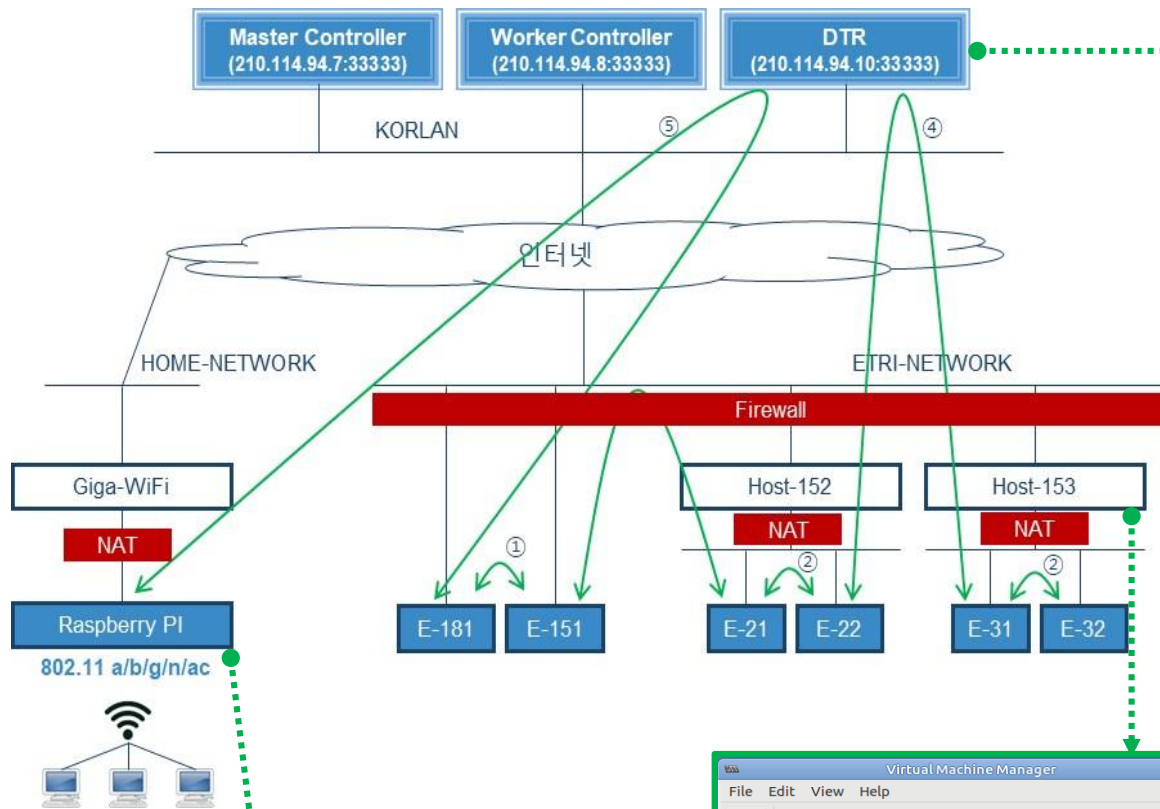 Master Controller
(210.114.94.7:33333)
Worker Controller
(210.114.94.8:33333)
DTR
(210.114.94.10:33333)
KORLAN
⑤
④
인터넷
HOME-NETWORK
ETRI-NETWORK
Firewall
Giga-WiFi
Host-152
Host-153
NAT
NAT
NAT
①
②
②
Raspberry PI
E-181
E-151
E-21
E-22
E-31
E-32
802.11 a/b/g/n/ac
Virtual Machine Manager
File Edit View Help